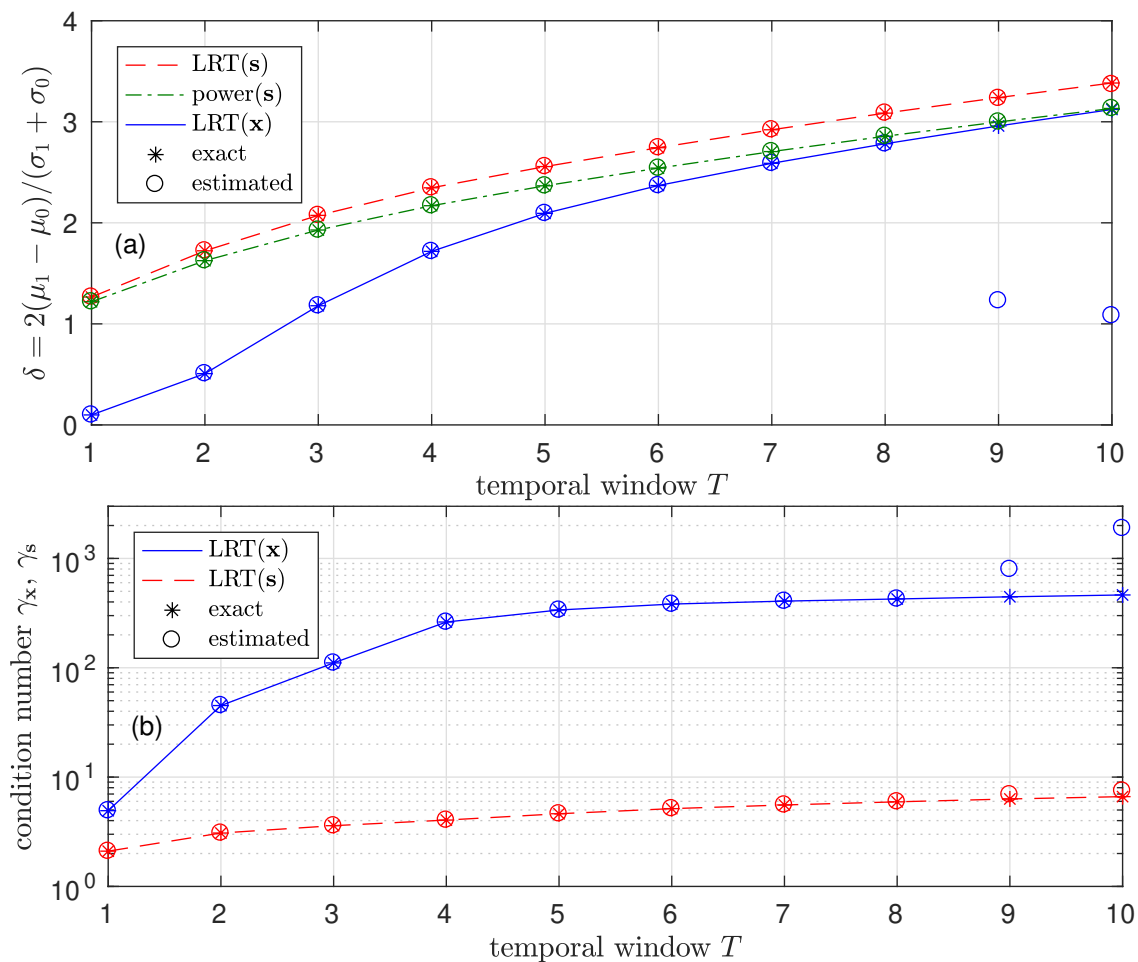 δ = 2(μ₁ − μ₀)/(σ₁ + σ₀)
4
3
2
1
0
LRT(s)
power(s)
LRT(x)
exact
estimated
(a)
1 2 3 4 5 6 7 8 9 10
temporal window T
condition number γₓ, γₛ
10³
10²
10¹
10⁰
LRT(x)
LRT(s)
exact
estimated
(b)
1 2 3 4 5 6 7 8 9 10
temporal window T